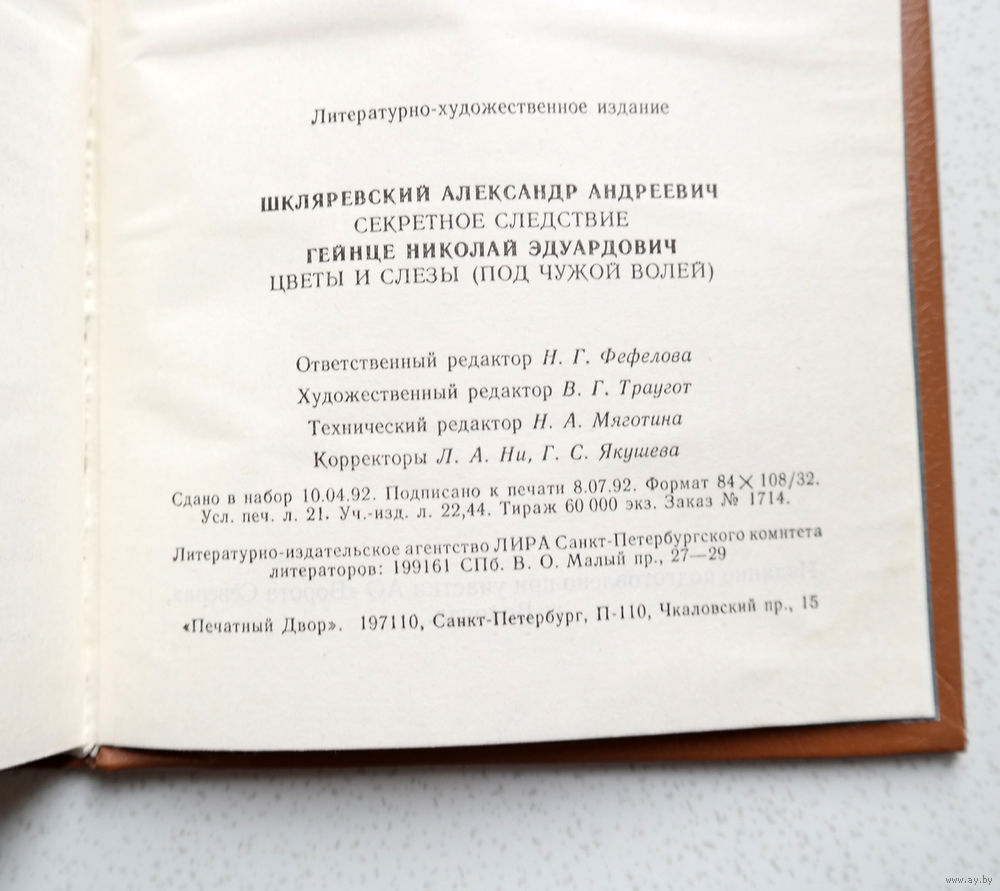 Литературно-художественное издание
ШКЛЯРЕВСКИЙ АЛЕКСАНДР АНДРЕЕВИЧ
СЕКРЕТНОЕ СЛЕДСТВИЕ
ГЕЙНЦЕ НИКОЛАЙ ЭДУАРДОВИЧ
ЦВЕТЫ И СЛЕЗЫ (ПОД ЧУЖОЙ ВОЛЕЙ)
Ответственный редактор Н. Г. Фефелова
Художественный редактор В. Г. Траугот
Технический редактор Н. А. Мяготина
Корректоры Л. А. Ни, Г. С. Якушева
Сдано в набор 10.04.92. Подписано к печати 8.07.92. Формат 84×108/32.
Усл. печ. л. 21. Уч.-изд. л. 22,44. Тираж 60 000 экз. Заказ № 1714.
Литературно-издательское агентство ЛИРА Санкт-Петербургского комитета
литераторов: 199161 СПб. В. О. Малый пр., 27—29
«Печатный Двор». 197110, Санкт-Петербург, П-110, Чкаловский пр., 15
www.ay.by